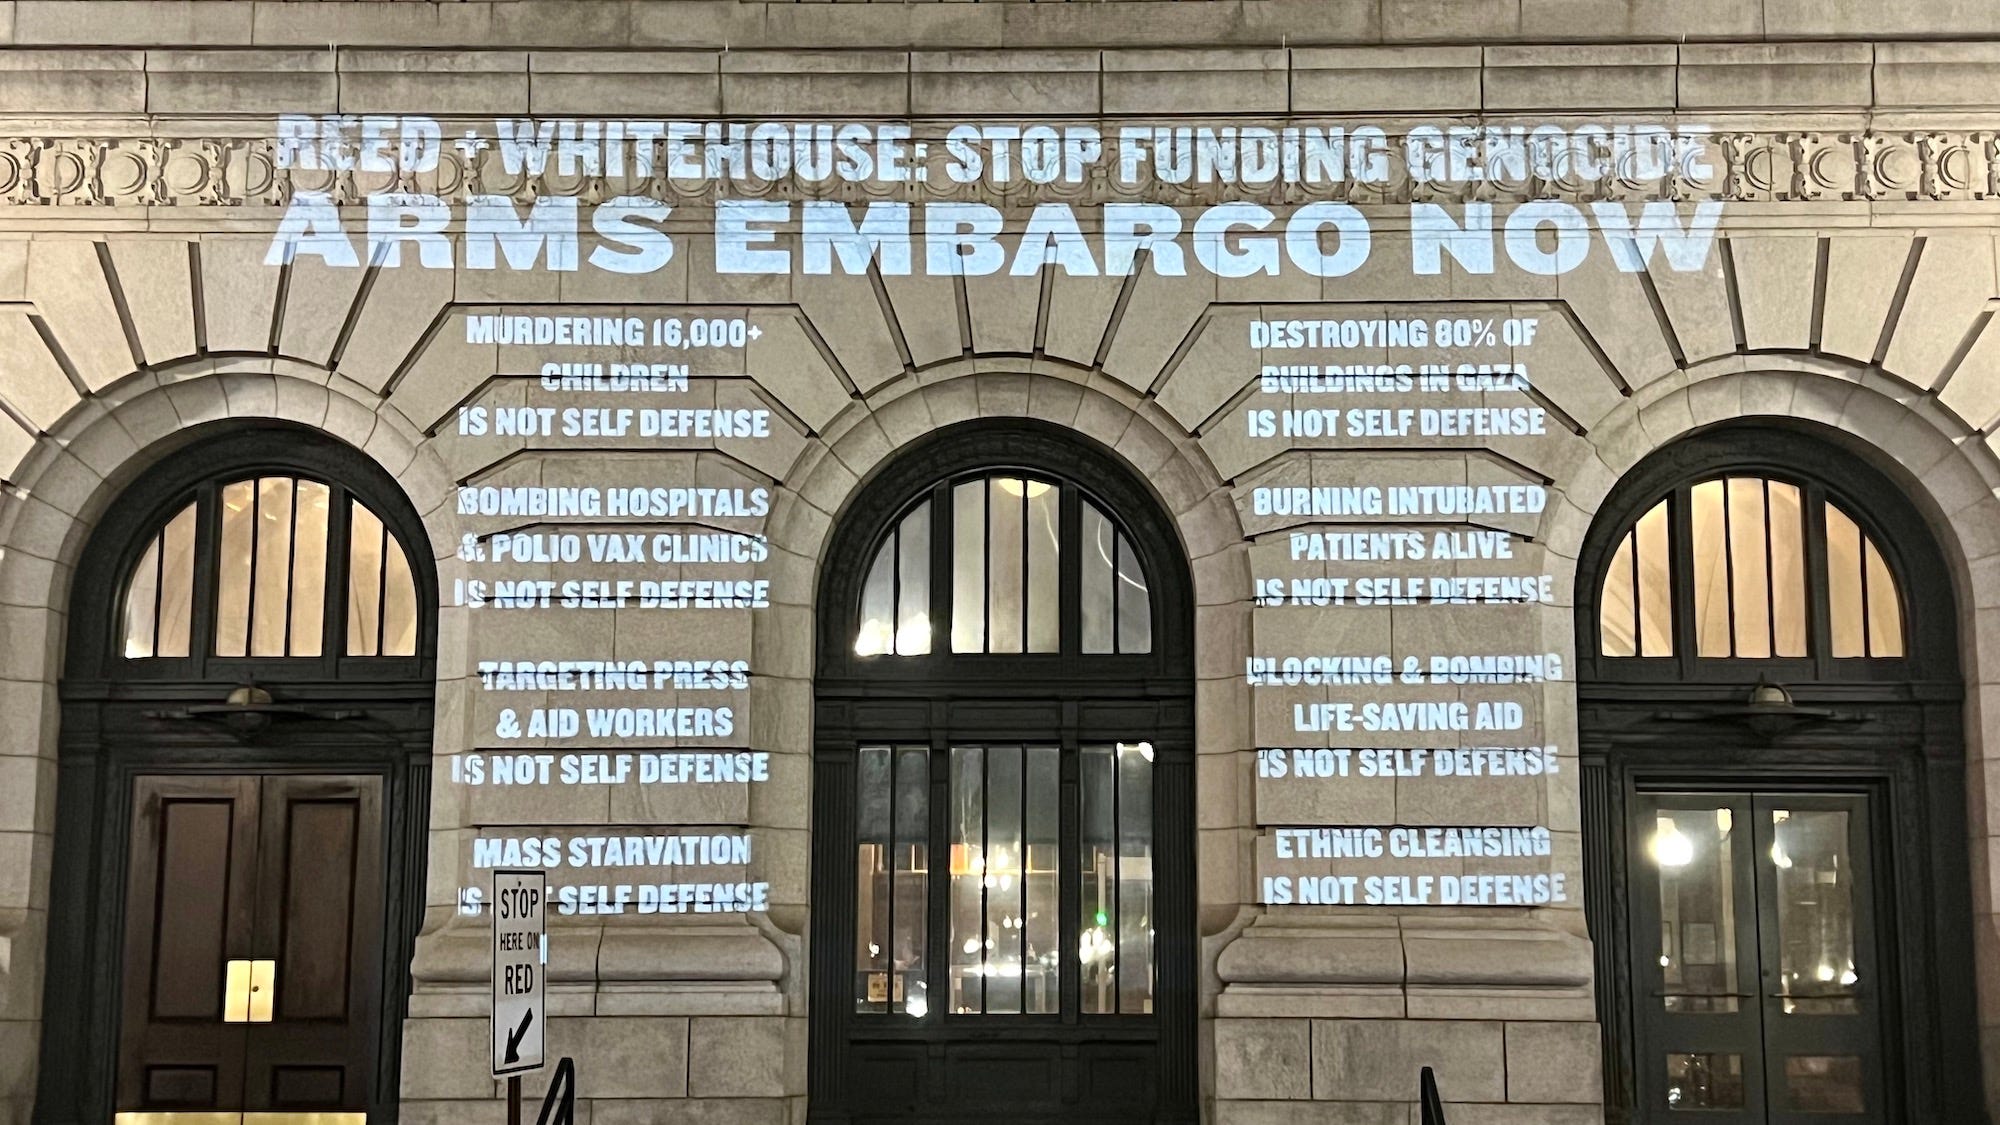 REED + WHITEHOUSE: STOP FUNDING GENOCIDE
ARMS EMBARGO NOW
MURDERING 16,000+
CHILDREN
IS NOT SELF DEFENSE
BOMBING HOSPITALS
& POLIO VAX CLINICS
IS NOT SELF DEFENSE
TARGETING PRESS
& AID WORKERS
IS NOT SELF DEFENSE
MASS STARVATION
IS SELF DEFENSE
DESTROYING 80% OF
BUILDINGS IN GAZA
IS NOT SELF DEFENSE
BURNING INTUBATED
PATIENTS ALIVE
IS NOT SELF DEFENSE
BLOCKING & BOMBING
LIFE-SAVING AID
IS NOT SELF DEFENSE
ETHNIC CLEANSING
IS NOT SELF DEFENSE
STOP
HERE ON
RED